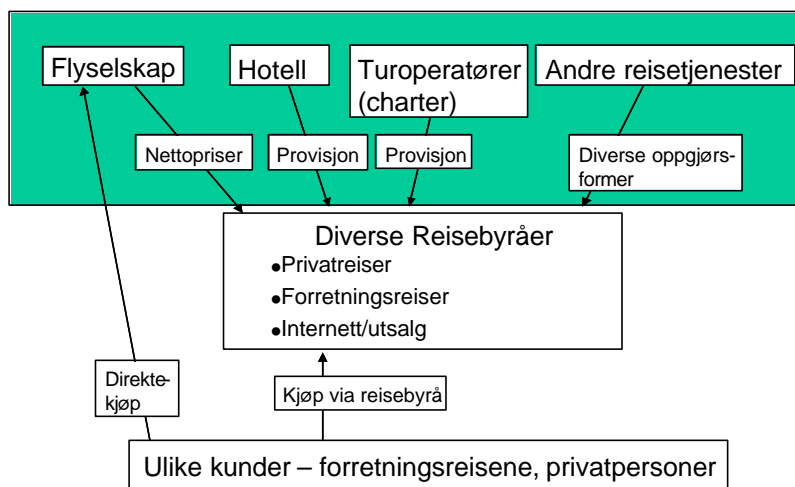 Flyselskap
Hotell
Turoperatører
(charter)
Andre reisetjenester
Nettopriser
Provisjon
Provisjon
Diverse oppgjørs-
former
Diverse Reisebyråer
●Privatreiser
●Forretningsreiser
●Internett/utsalg
Direkte-
kjøp
Kjøp via reisebyrå
Ulike kunder – forretningsreisene, privatpersoner